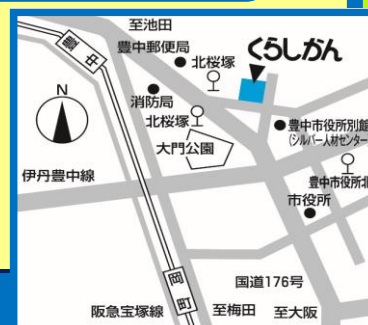 至池田
豊中
豊中郵便局
北桜塚
くらしかん
N
消防局
北桜塚
大門公園
豊中市役所別館
(シルバー人材センター
伊丹豊中線
豊中市役所北
市役所
岡町
国道176号
阪急宝塚線
至梅田
至大阪